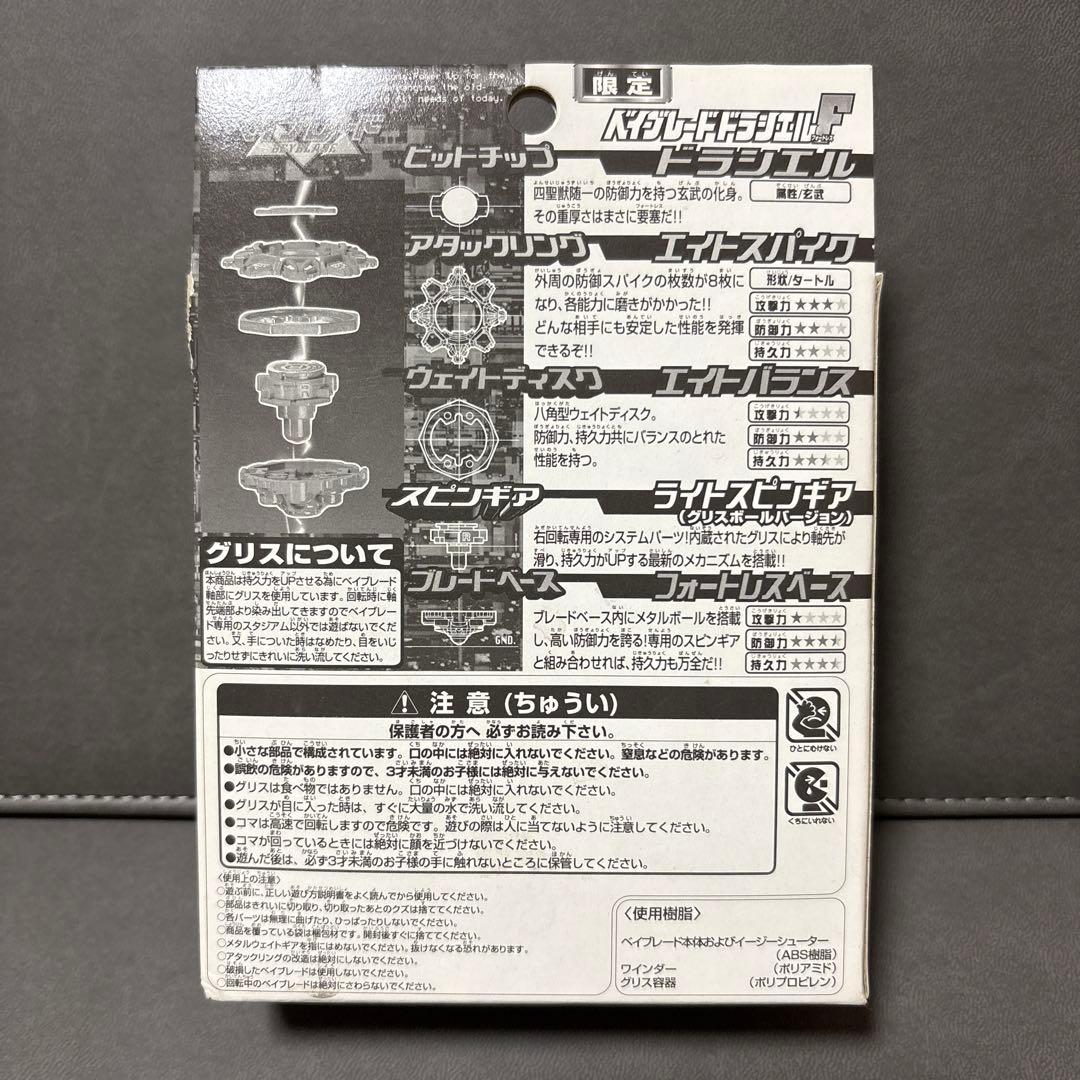 Power Up for the
anging the old-
needs of today.
BEYBLADE
限定
ベイブレードドラシエルF
フォートレス
ビットチップ
ドラシエル
四聖獣随一の防御力を持つ玄武の化身。
その重厚さはまさに要塞だ!!
属性/玄武
アタックリング
エイトスパイク
外周の防御スパイクの枚数が8枚に
なり、各能力に磨きがかかった!!
どんな相手にも安定した性能を発揮
できるぞ!!
形状/タートル
攻撃力★★★☆
防御力★★☆☆
持久力★★☆☆
ウェイトディスク
エイトバランス
八角型ウェイトディスク。
防御力、持久力共にバランスのとれた
性能を持つ。
攻撃力
防御力★★☆☆
持久力
スピンギア
ライトスピンギア
(グリスボールバージョン)
右回転専用のシステムパーツ!内蔵されたグリスにより軸先が
滑り、持久力がUPする最新のメカニズムを搭載!!
ブレードベース
フォートレスベース
GND.
ブレードベース内にメタルボールを搭載
し、高い防御力を誇る!専用のスピンギア
と組み合わせれば、持久力も万全だ!!
攻撃力★☆☆☆
防御力
持久力
グリスについて
本商品は持久力をUPさせる為にベイブレード
軸部にグリスを使用しています。回転時に軸
先端部より染み出してきますのでベイブレー
ド専用のスタジアム以外では遊ばないでくだ
さい。又、手についた時はなめたり、目をいじ
ったりせずにきれいに洗い流してください。
注意(ちゅうい)
保護者の方へ 必ずお読み下さい。
●小さな部品で構成されています。口の中には絶対に入れないでください。窒息などの危険があります。
●誤飲の危険がありますので、3才未満のお子様には絶対に与えないでください。
●グリスは食べ物ではありません。口の中には絶対に入れないでください。
●グリスが目に入った時は、すぐに大量の水で洗い流してください。
●コマは高速で回転しますので危険です。遊びの際は人に当てないように注意してください。
●コマが回っているときには絶対に顔を近づけないでください。
●遊んだ後は、必ず3才未満のお子様の手に触れないところに保管してください。
ひとにむけない
くちにいれない
〈使用上の注意〉
○遊ぶ前に、正しい遊び方説明書をよく読んでから使用してください。
○部品はきれいに切り取り、切り取ったあとのクズは捨ててください。
○各パーツは無理に曲げたり、ひっぱったりしないでください。
○商品を覆っている袋は梱包材です。開封後すぐに捨ててください。
○メタルウェイトギアを指にはめないでください。抜けなくなる恐れがあります。
○アタックリングの改造は絶対にしないでください。
○破損したベイブレードは使用しないでください。
○回転中のベイブレードは絶対にさわらないでください。
〈使用樹脂〉
ベイブレード本体およびイージーシューター
(ABS樹脂)
ワインダー (ポリアミド)
グリス容器 (ポリプロピレン)